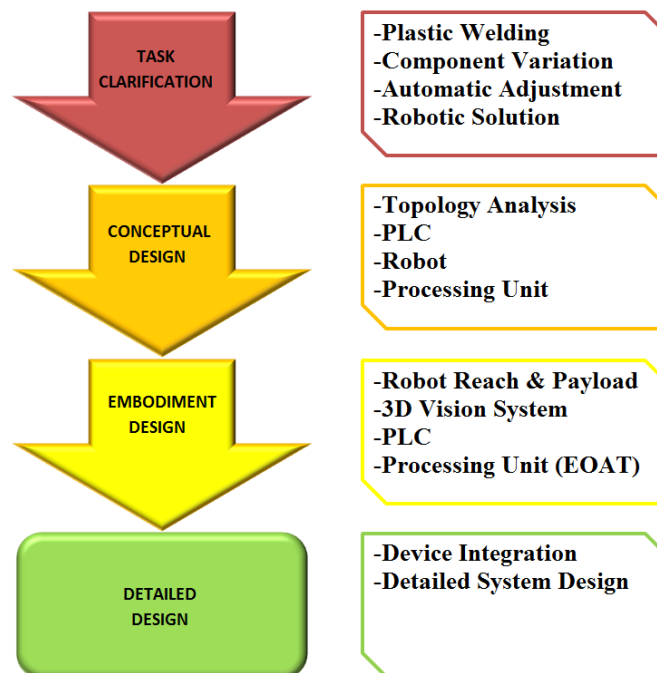 TASK
CLARIFICATION
-Plastic Welding
-Component Variation
-Automatic Adjustment
-Robotic Solution
CONCEPTUAL
DESIGN
-Topology Analysis
-PLC
-Robot
-Processing Unit
EMBODIMENT
DESIGN
-Robot Reach & Payload
-3D Vision System
-PLC
-Processing Unit (EOAT)
DETAILED
DESIGN
-Device Integration
-Detailed System Design